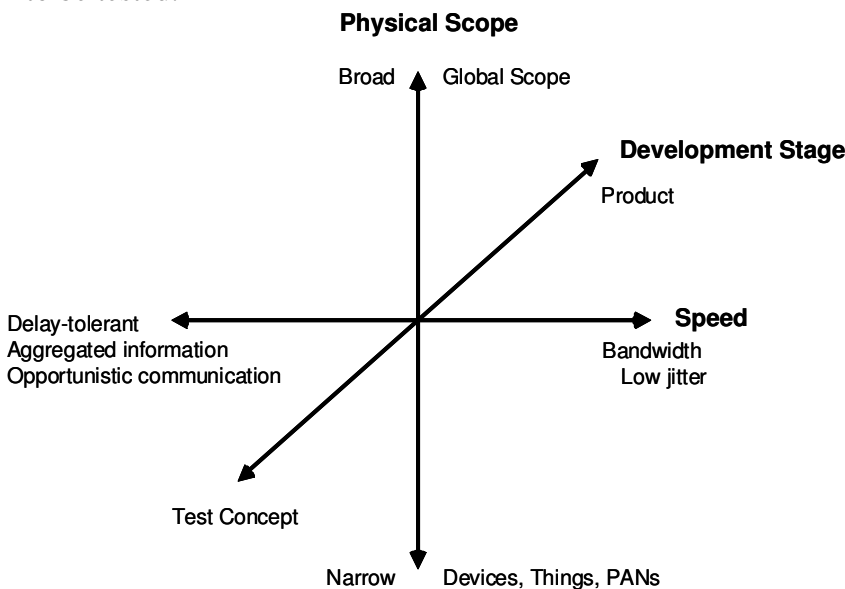 Physical Scope
Broad Global Scope
Development Stage
Product
Speed
Delay-tolerant
Aggregated information
Opportunistic communication
Bandwidth
Low jitter
Test Concept
Narrow Devices, Things, PANs